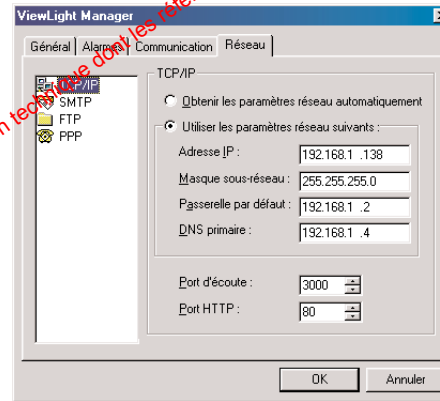 ViewLight Manager
Général Alarmes Communication Réseau
TCP/IP
SMTP
FTP
PPP
TCP/IP
Obtenir les paramètres réseau automatiquement
Utiliser les paramètres réseau suivants :
Adresse IP : 192.168.1 .138
Masque sous-réseau : 255.255.255.0
Passerelle par défaut : 192.168.1 .2
DNS primaire : 192.168.1 .4
Port d'écoute : 3000
Port HTTP : 80
OK Annuler
technique dont les